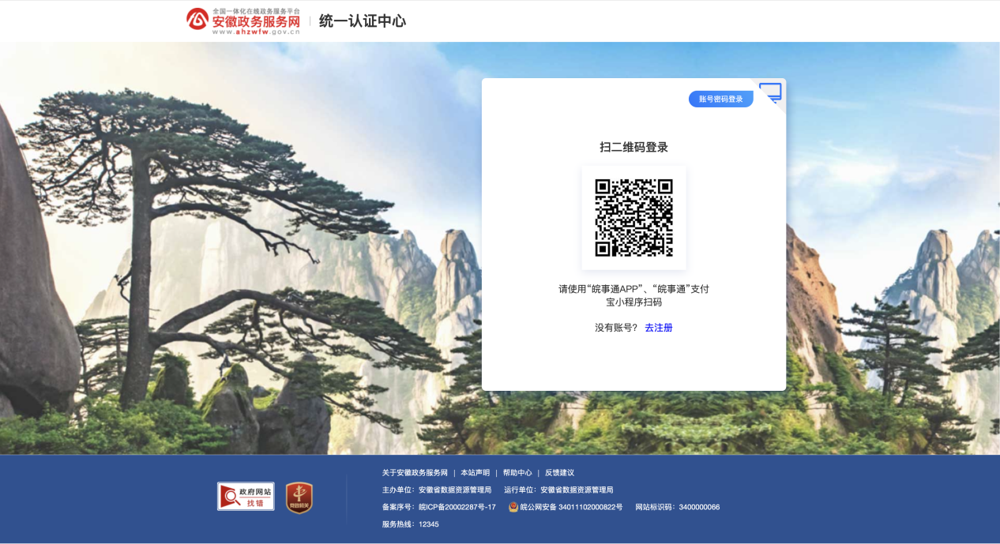 全国一体化在线政务服务平台
安徽政务服务网
www.ahzwfw.gov.cn
统一认证中心
账号密码登录
扫二维码登录
请使用“皖事通APP”、“皖事通”支付
宝小程序扫码
没有账号? 去注册
政府网站
找错
党政机关
关于安徽政务服务网 | 本站声明 | 帮助中心 | 反馈建议
主办单位：安徽省数据资源管理局 运行单位：安徽省数据资源管理局
备案序号：皖ICP备20002287号-17 皖公网安备 34011102000822号 网站标识码：3400000066
服务热线：12345